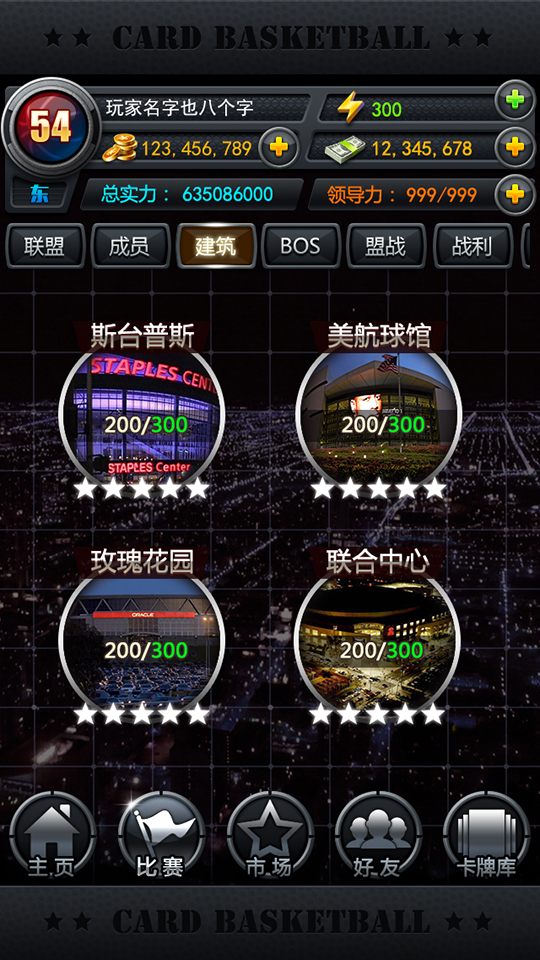 CARD BASKETBALL
54
玩家名字也八个字
300
123,456,789
12,345,678
东
总实力： 635085000
领导力：999/999
联盟
成员
建筑
BOS
盟战
战利
斯台普斯
美航球馆
STAPLES CENT
200/300
200/300
STAPLES Center
玫瑰花园
联合中心
ORACLE
200/300
200/300
主页
比赛
市场
好友
卡牌库
CARD BASKETBALL